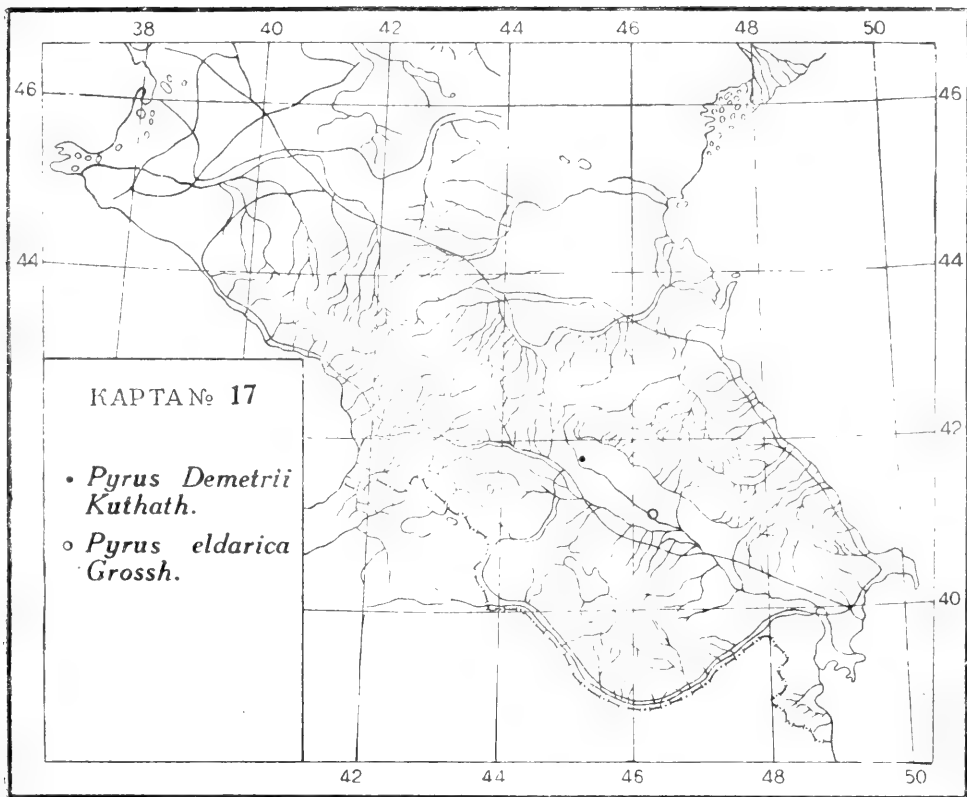 38 40 42 44 46 48 50
46 46
44 44
КАРТА № 17
42
• Pyrus Demetrii
Kuthath.
○ Pyrus eldarica
Grossh.
40
42 44 46 48 50